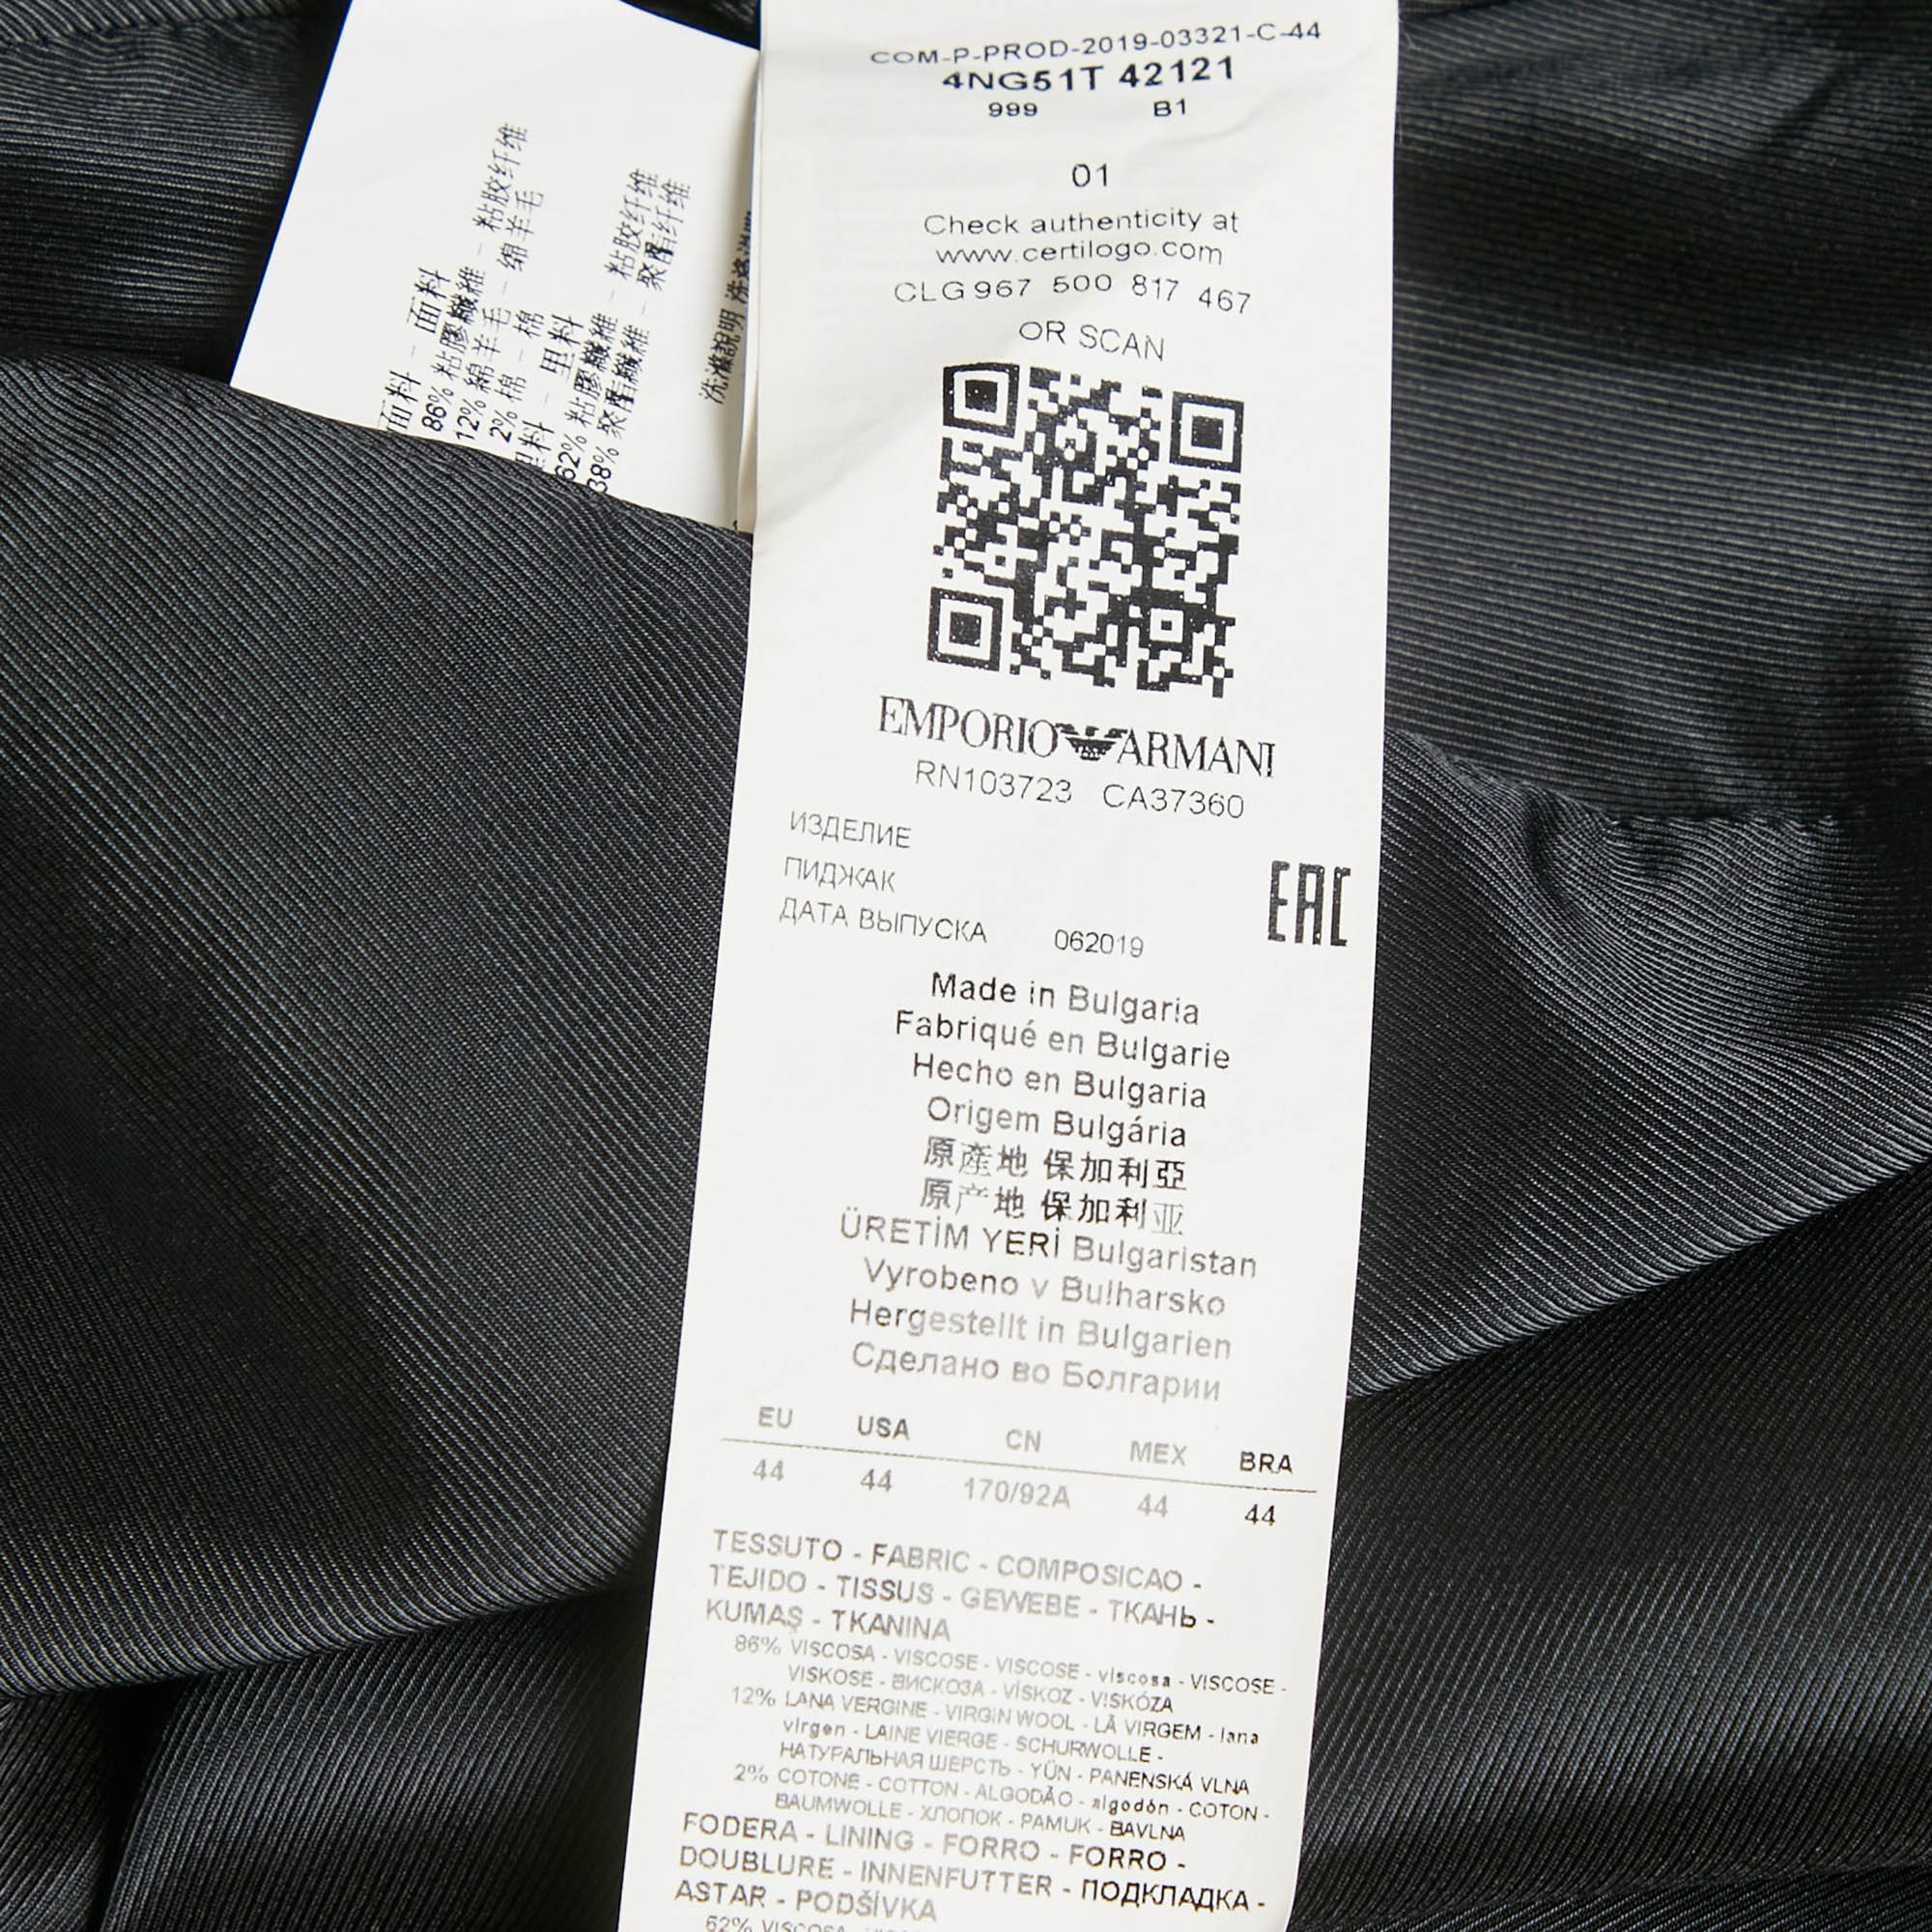 COM-P-PROD-2019-03321-C-44
4NG51T 42121
999 B1
01
Check authenticity at
www.certilogo.com
CLG 967 500 817 467
OR SCAN
EMPORIO ARMANI
RN103723 CA37360
ИЗДЕЛИЕ
ПИДЖАК
ДАТА ВЫПУСКА 062019
EAC
Made in Bulgaria
Fabriqué en Bulgarie
Hecho en Bulgaria
Origem Bulgária
原産地 保加利亞
原产地 保加利亚
ÜRETİM YERİ Bulgaristan
Vyrobeno v Bulharsko
Hergestellt in Bulgarien
Сделано во Болгарии
EU USA CN MEX BRA
44 44 170/92A 44 44
TESSUTO - FABRIC - COMPOSICAO -
TEJIDO - TISSUS - GEWEBE - ТКАНЬ -
KUMAŞ - TKANINA
86% VISCOSA - VISCOSE - VISCOSE - viscosa - VISCOSE -
VISKOSE - ВИСКОЗА - VİSKOZ - VISKÓZA
12% LANA VERGINE - VIRGIN WOOL - LÃ VIRGEM - lana
virgen - LAINE VIERGE - SCHURWOLLE -
НАТУРАЛЬНАЯ ШЕРСТЬ - YÜN - PANENSKÁ VLNA
2% COTONE - COTTON - ALGODÃO - algodón - COTON -
BAUMWOLLE - ХЛОПОК - PAMUK - BAVLNA
FODERA - LINING - FORRO - FORRO -
DOUBLURE - INNENFUTTER - ПОДКЛАДКА -
ASTAR - PODŠÍVKA
62% VISCOSA
面料 - 面料
86% 粘膠纖維 - 粘胶纤维
12% 綿羊毛 - 绵羊毛
2% 棉 - 棉
里料 - 里料
62% 粘膠纖維 - 粘胶纤维
38% 聚酯纖維 - 聚酯纤维
洗滌說明